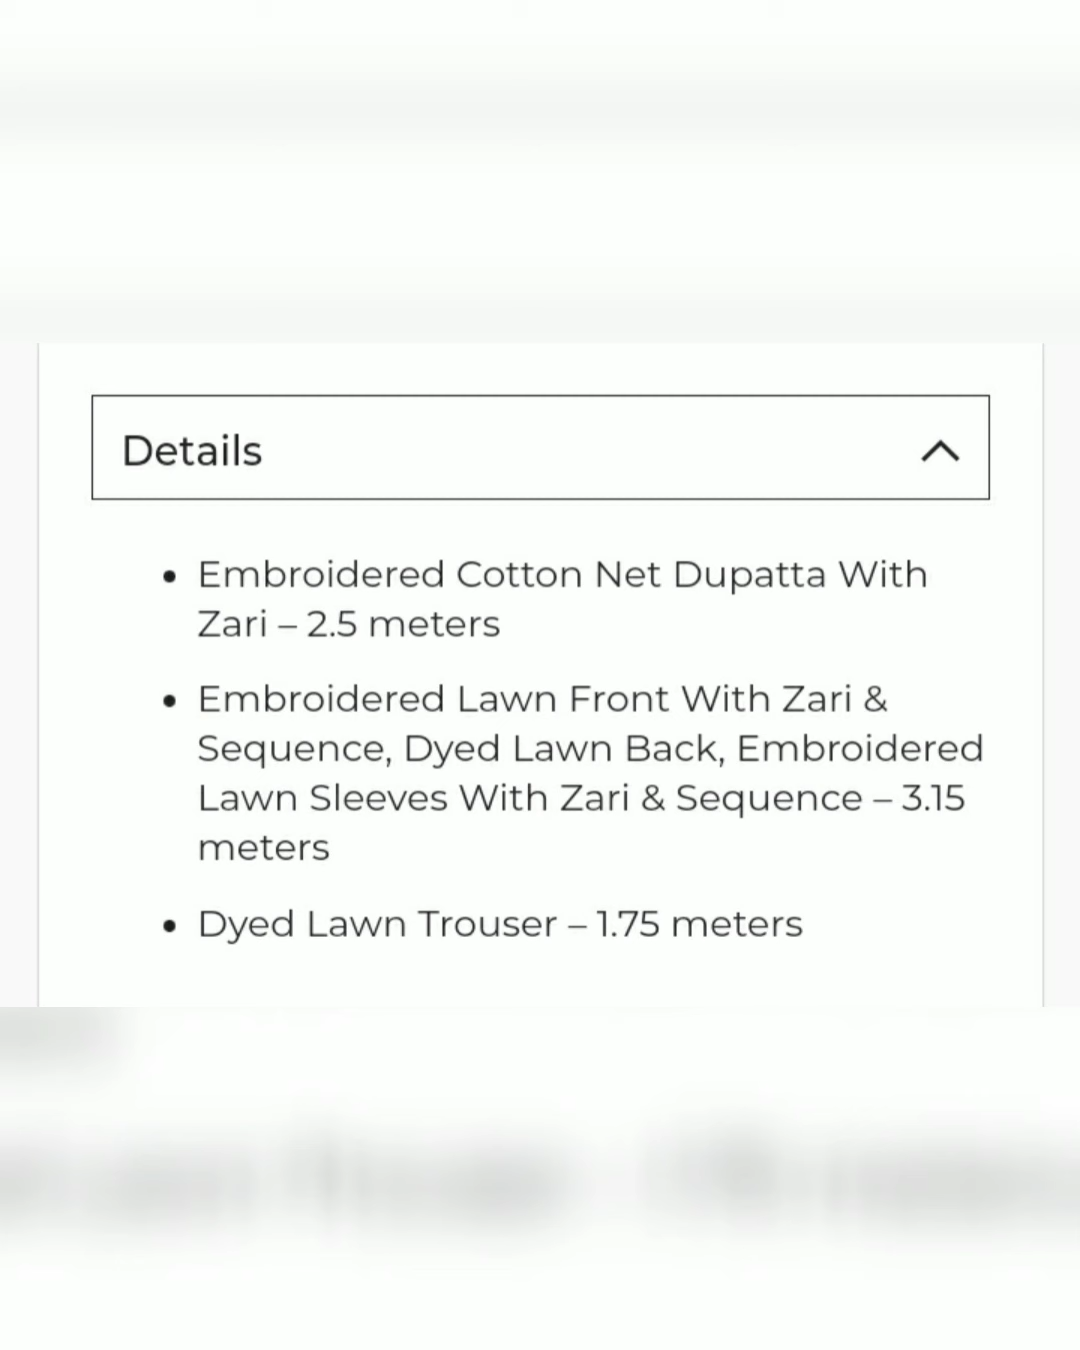 Details
• Embroidered Cotton Net Dupatta With
Zari – 2.5 meters
• Embroidered Lawn Front With Zari &
Sequence, Dyed Lawn Back, Embroidered
Lawn Sleeves With Zari & Sequence – 3.15
meters
• Dyed Lawn Trouser – 1.75 meters